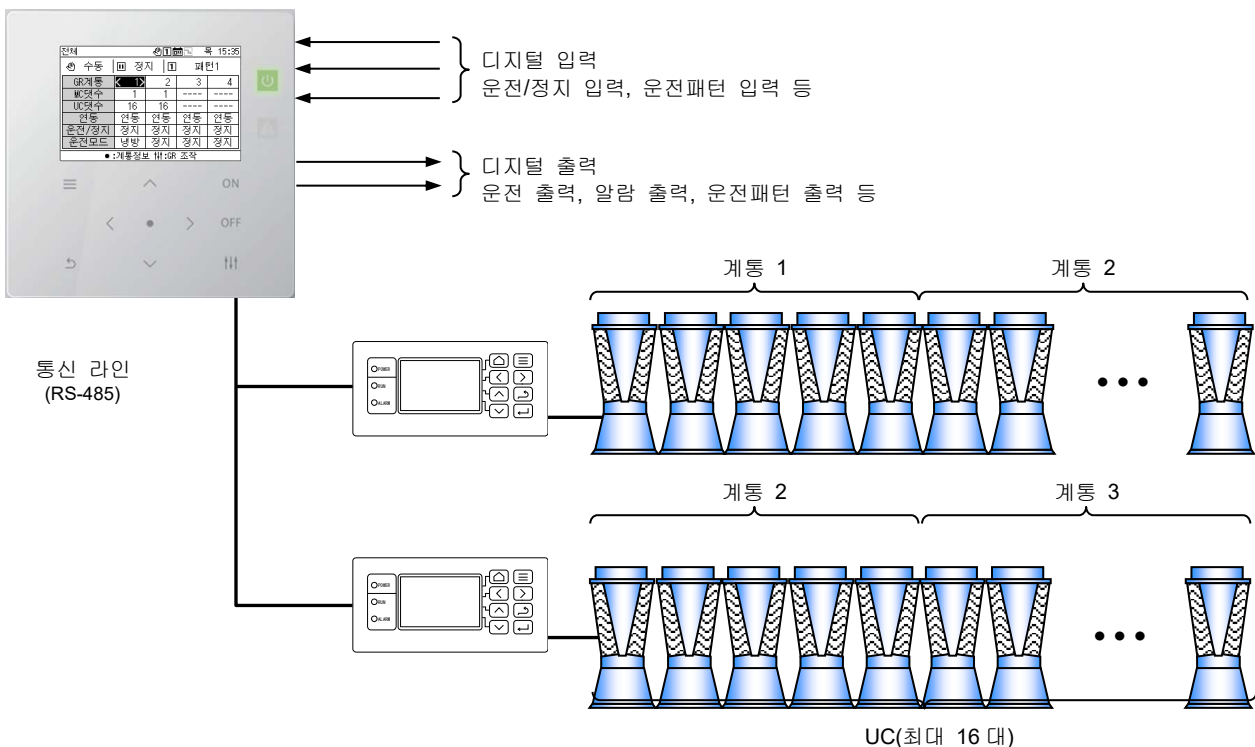 전체 1 목 15:35
수동 정지 1 패턴1
GR계통 < 1> 2 3 4
MC댓수 1 1 ---- ----
UC댓수 16 16 ---- ----
연동 연동 연동 연동 연동
운전/정지 정지 정지 정지 정지
운전모드 냉방 정지 정지 정지
● :계통정보 :GR 조작
ON
OFF
디지털 입력
운전/정지 입력, 운전패턴 입력 등
디지털 출력
운전 출력, 알람 출력, 운전패턴 출력 등
통신 라인
(RS-485)
계통 1
계통 2
POWER
RUN
ALARM
계통 2
계통 3
POWER
RUN
ALARM
UC(최대 16 대)